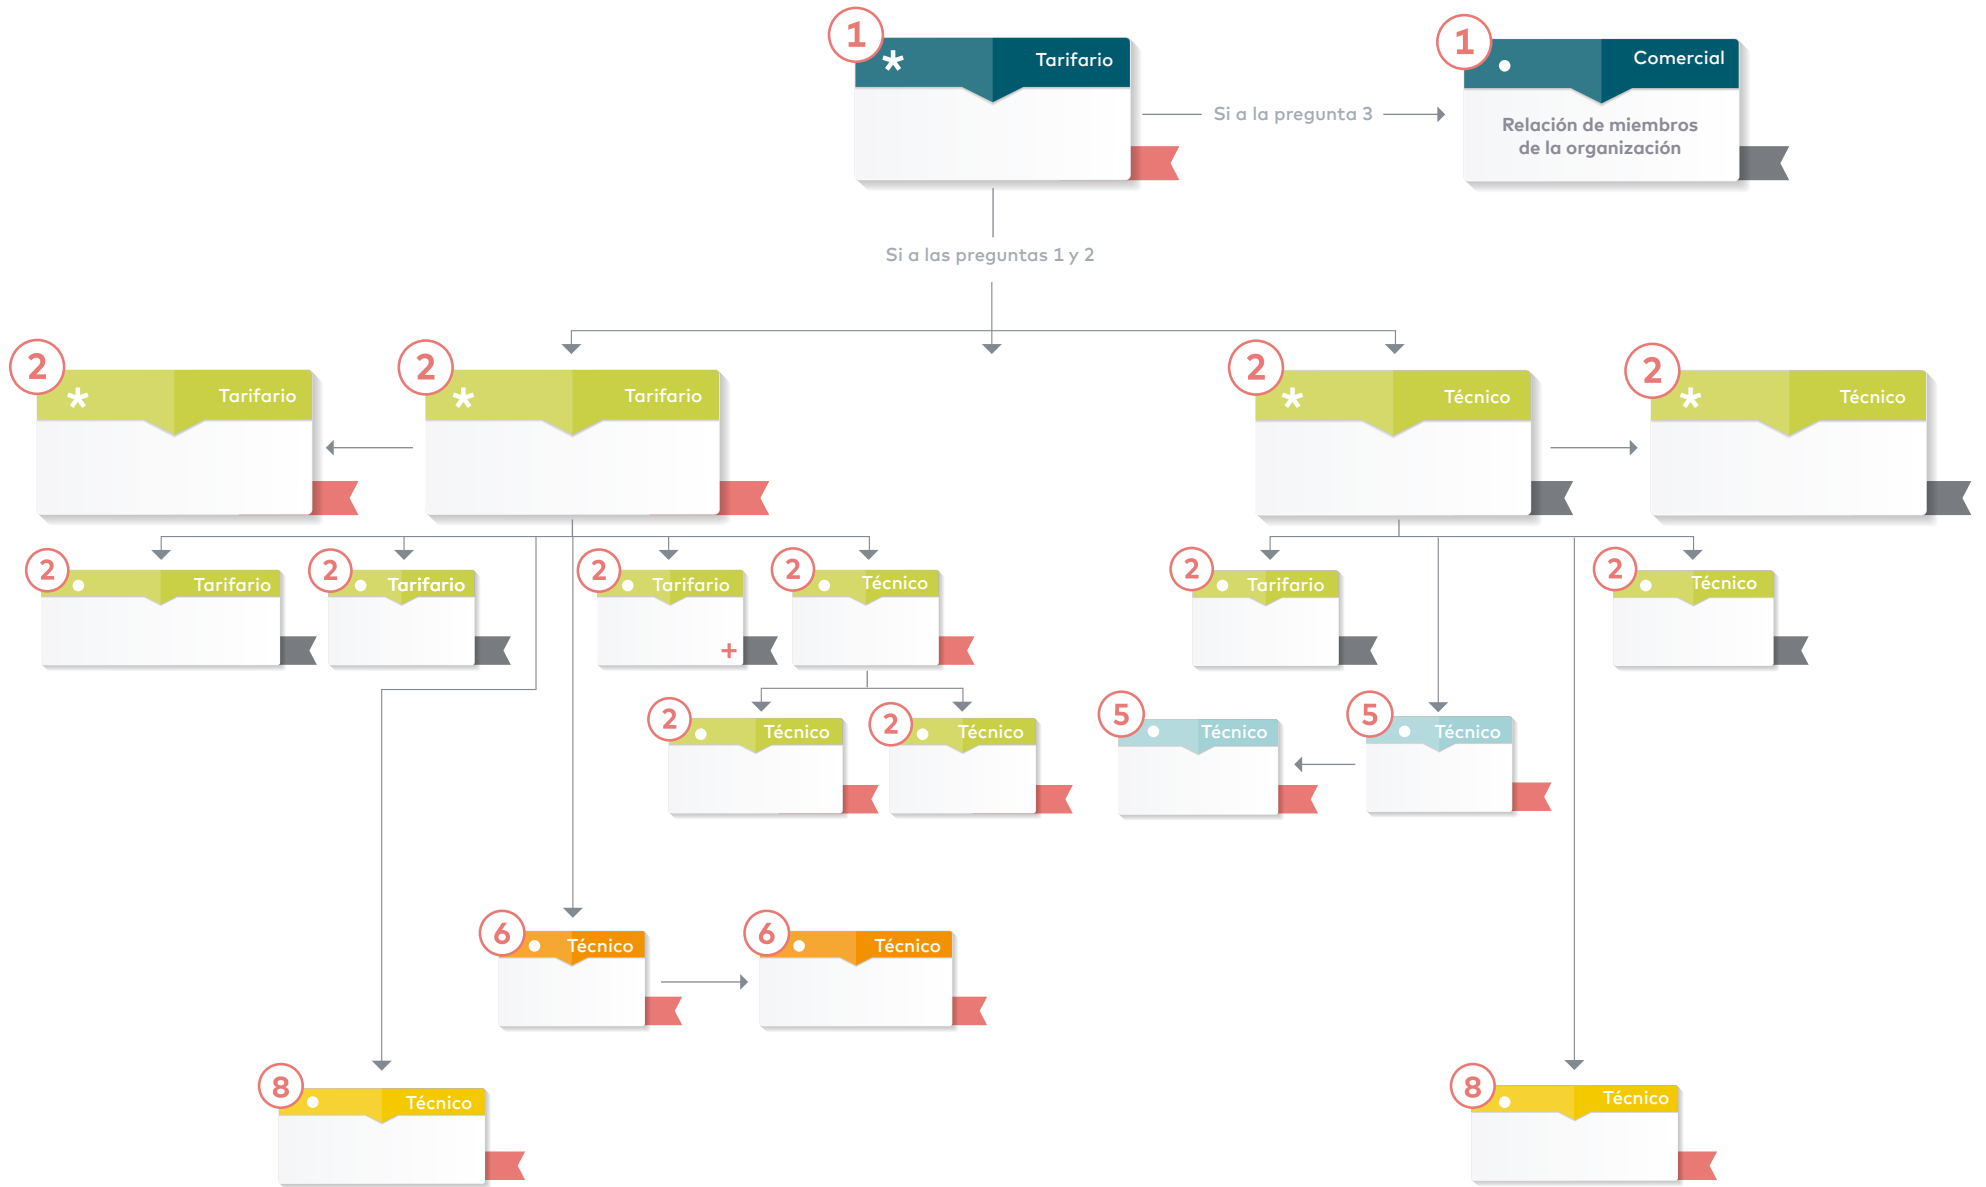 1
* Tarifario
1
Comercial
Si a la pregunta 3
Relación de miembros
de la organización
Si a las preguntas 1 y 2
2
* Tarifario
2
* Tarifario
2
* Técnico
2
* Técnico
2
Tarifario
2
Tarifario
2
Tarifario
+
2
Técnico
2
Tarifario
2
Técnico
2
Técnico
2
Técnico
5
Técnico
5
Técnico
6
Técnico
6
Técnico
8
Técnico
8
Técnico